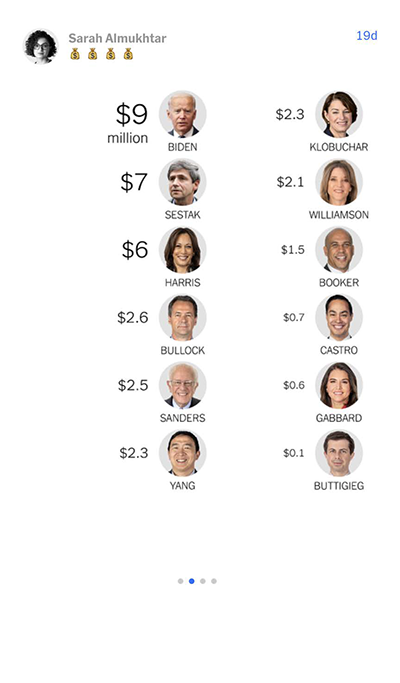 Sarah Almukhtar
19d
$9
million
BIDEN
$2.3
KLOBUCHAR
$7
SESTAK
$2.1
WILLIAMSON
$6
HARRIS
$1.5
BOOKER
$2.6
BULLOCK
$0.7
CASTRO
$2.5
SANDERS
$0.6
GABBARD
$2.3
YANG
$0.1
BUTTIGIEG